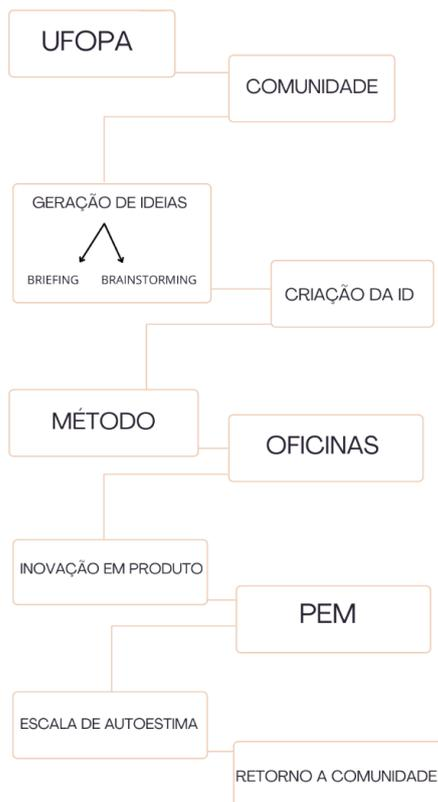 UFOPA
COMUNIDADE
GERAÇÃO DE IDEIAS
BRIEFING BRAINSTORMING
CRIAÇÃO DA ID
MÉTODO
OFICINAS
INOVAÇÃO EM PRODUTO
PEM
ESCALA DE AUTOESTIMA
RETORNO A COMUNIDADE